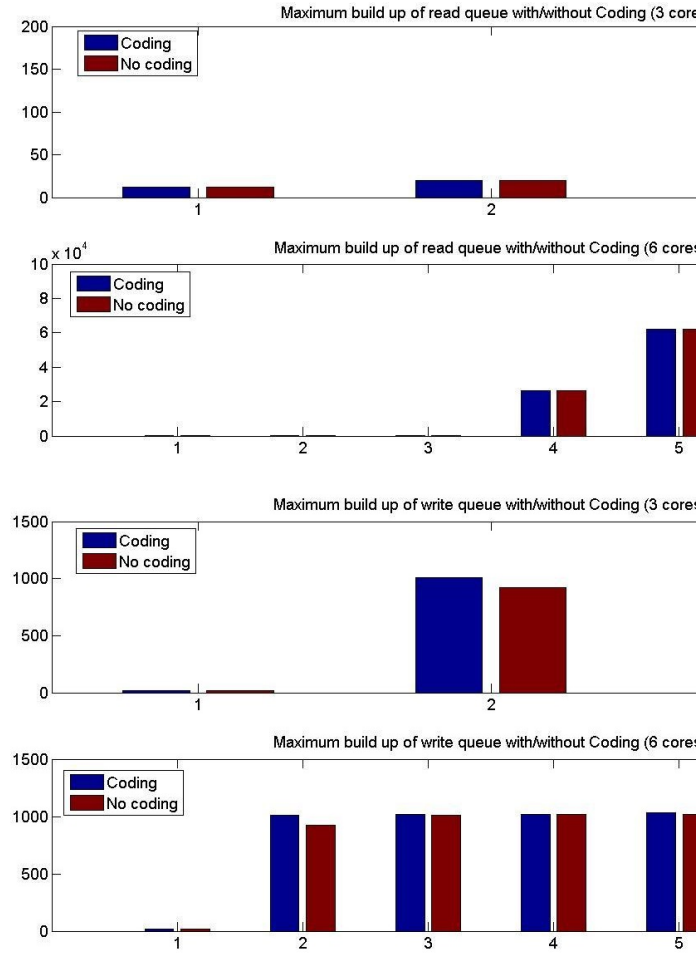 Maximum build up of read queue with/without Coding (3 core
200
150
100
50
0
Coding
No coding
1 2
Maximum build up of read queue with/without Coding (6 cores
x 10^4
10
8
6
4
2
0
Coding
No coding
1 2 3 4 5
Maximum build up of write queue with/without Coding (3 cores
1500
1000
500
0
Coding
No coding
1 2
Maximum build up of write queue with/without Coding (6 cores
1500
1000
500
0
Coding
No coding
1 2 3 4 5